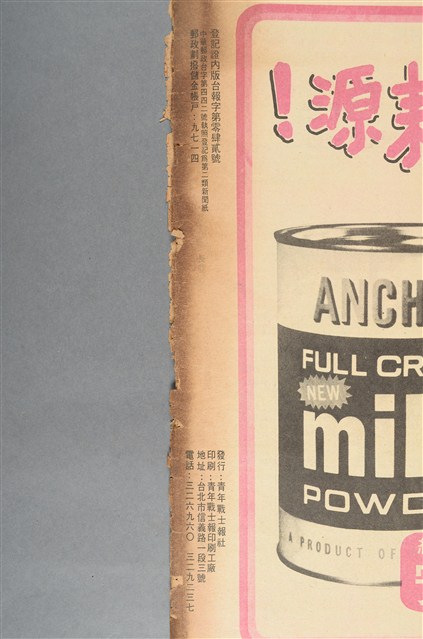 登記證內版台報字第零肆貳號
中華郵政台字第四四二號執照登記為第二類新聞紙
郵政劃撥儲金帳戶：九七一四
源！
ANCH
FULL CR
NEW
mil
POWD
A PRODUCT OF
發行：青年戰士報社
印刷：青年戰士報印刷工廠
地址：台北市信義路一段三號
電話：三二六九六〇　三二九二三七